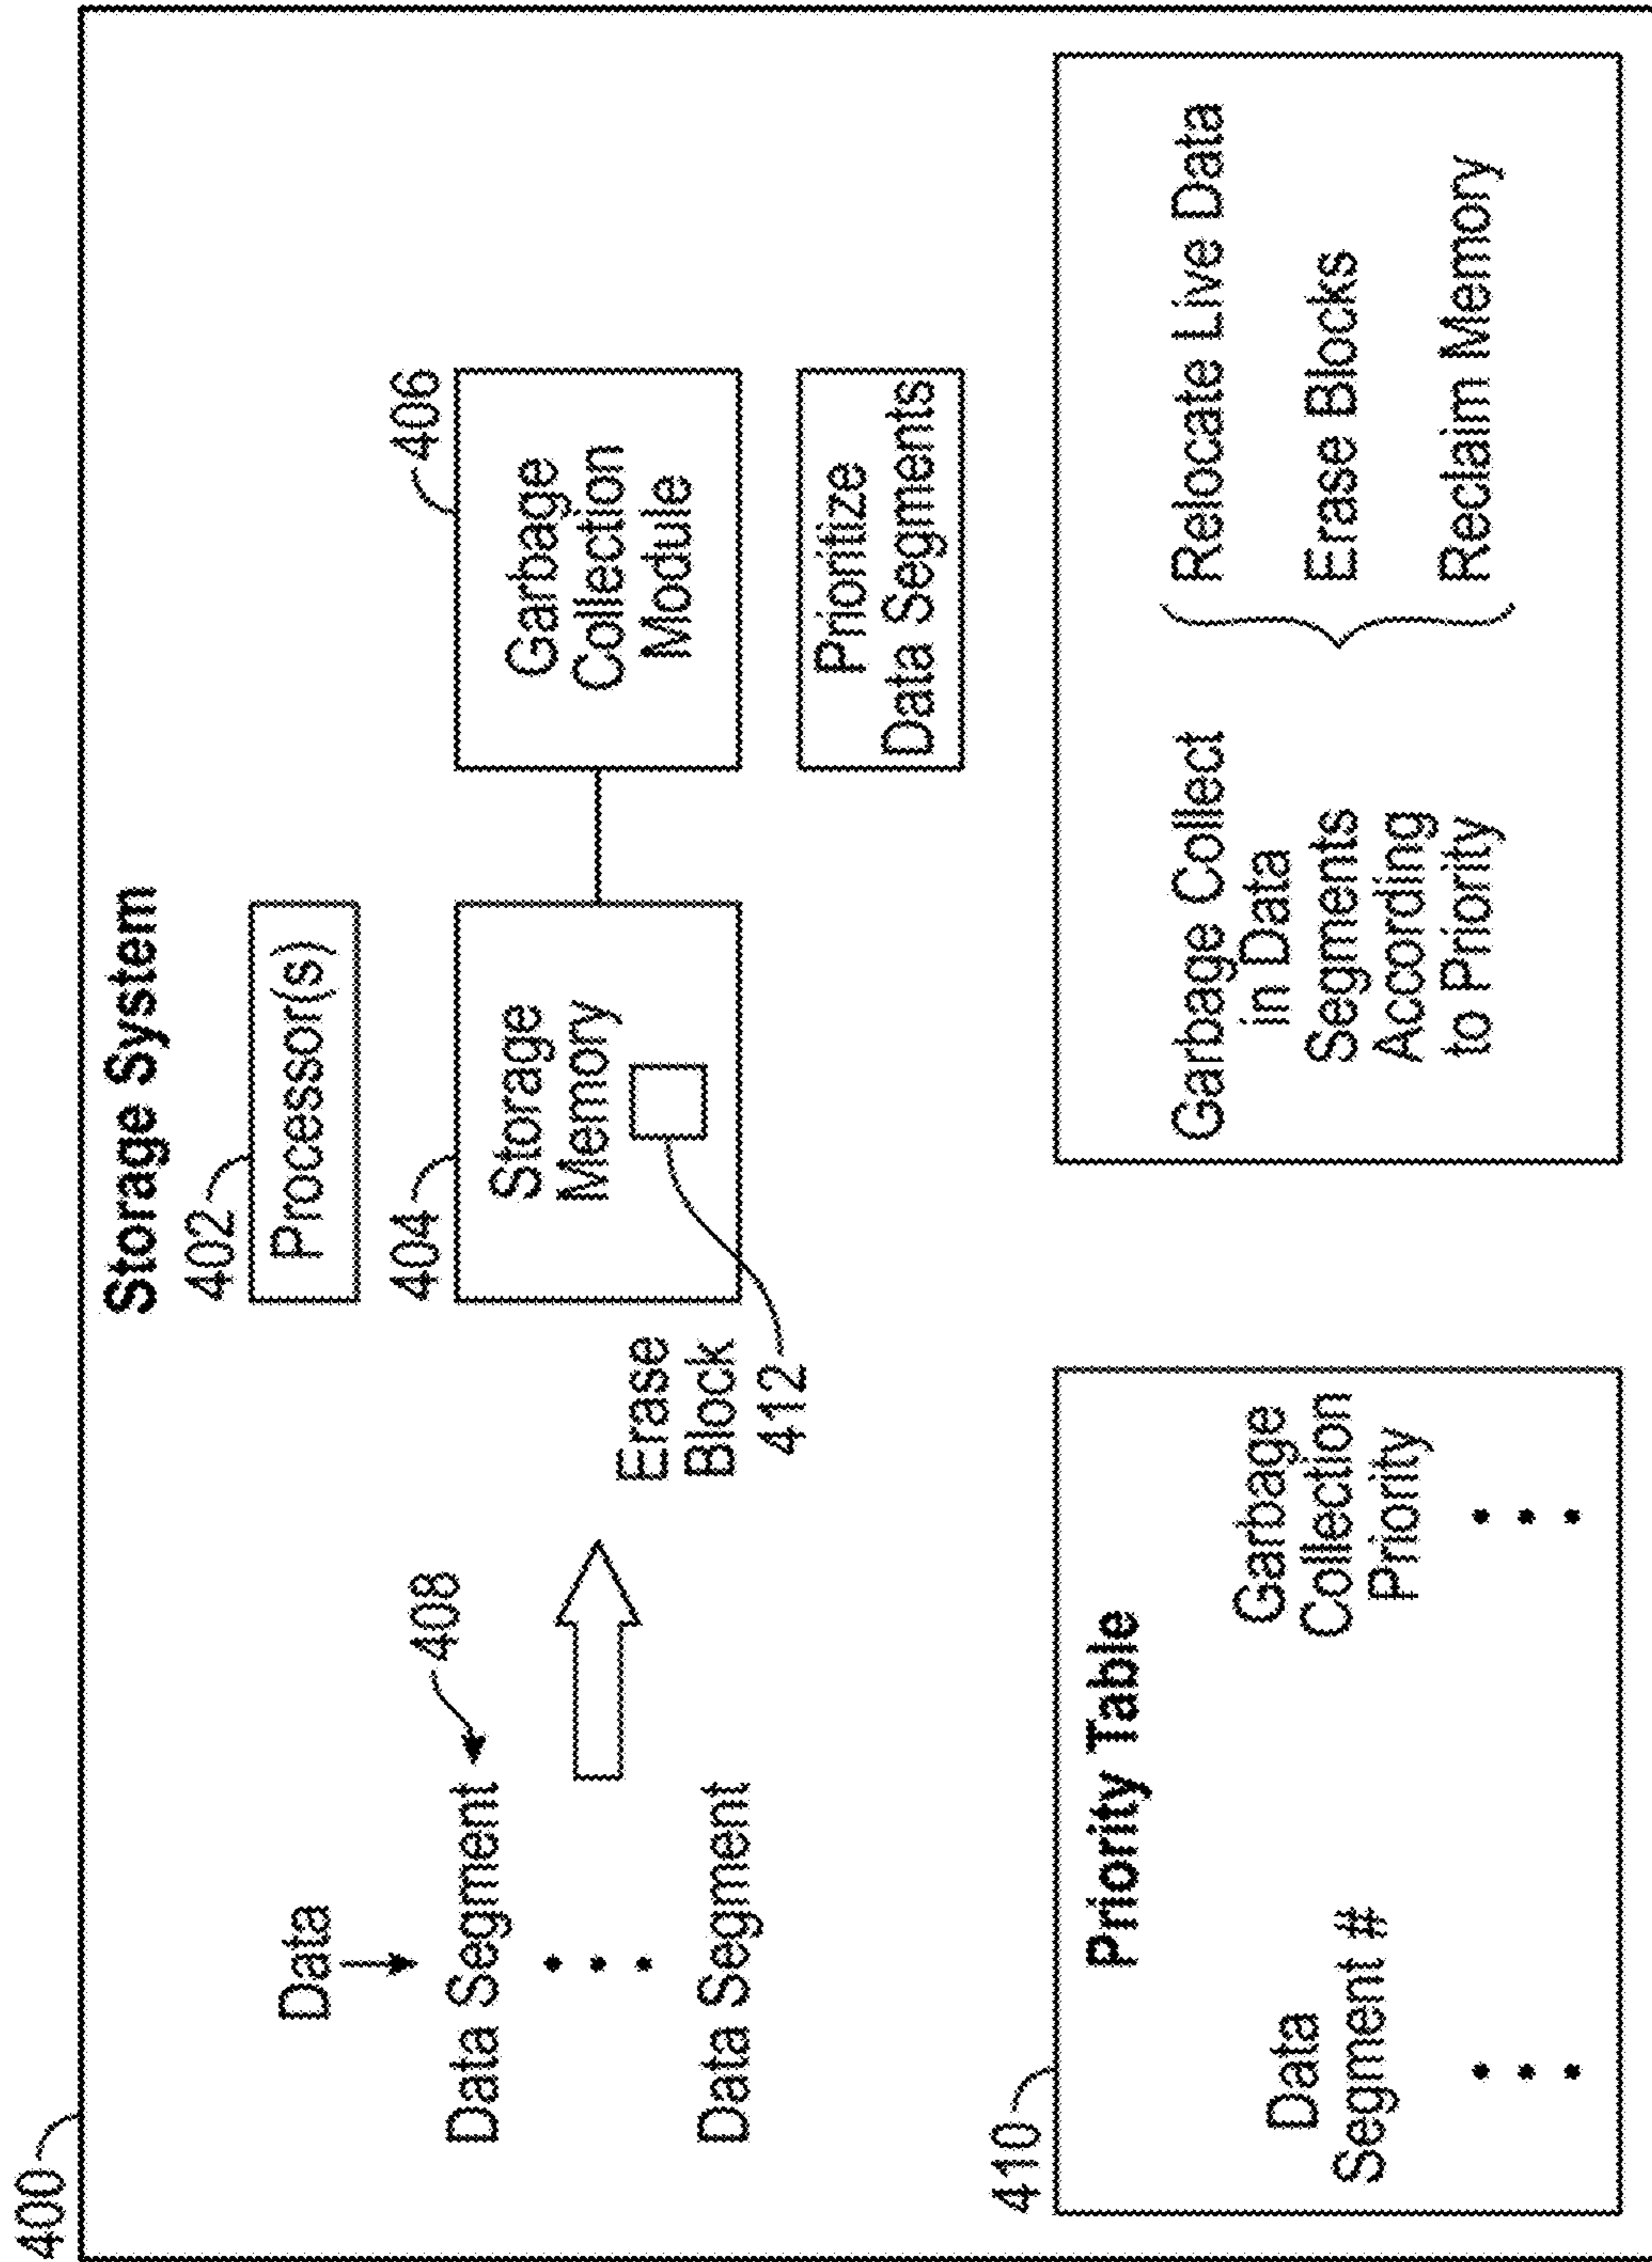 400
Storage System
402
Processor(s)
Data
408
Data Segment
Data Segment
404
Storage
Memory
Erase
Block
412
406
Garbage
Collection
Module
Prioritize
Data Segments
410
Priority Table
Data
Segment #
Garbage
Collection
Priority
Garbage Collect
in Data
Segments
According
to Priority
Relocate Live Data
Erase Blocks
Reclaim Memory